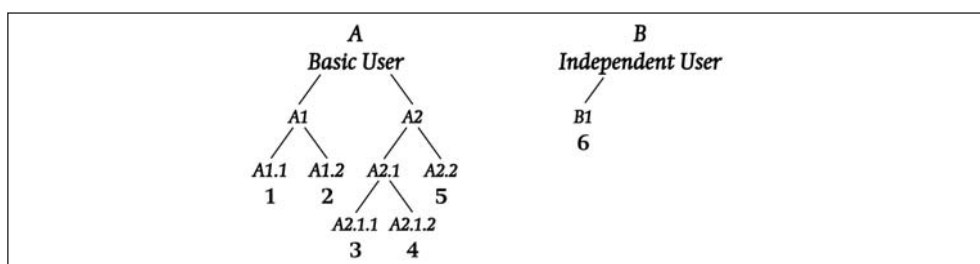 A B
Basic User Independent User
A1 A2 B1
6
A1.1 A1.2 A2.1 A2.2
1 2 5
A2.1.1 A2.1.2
3 4